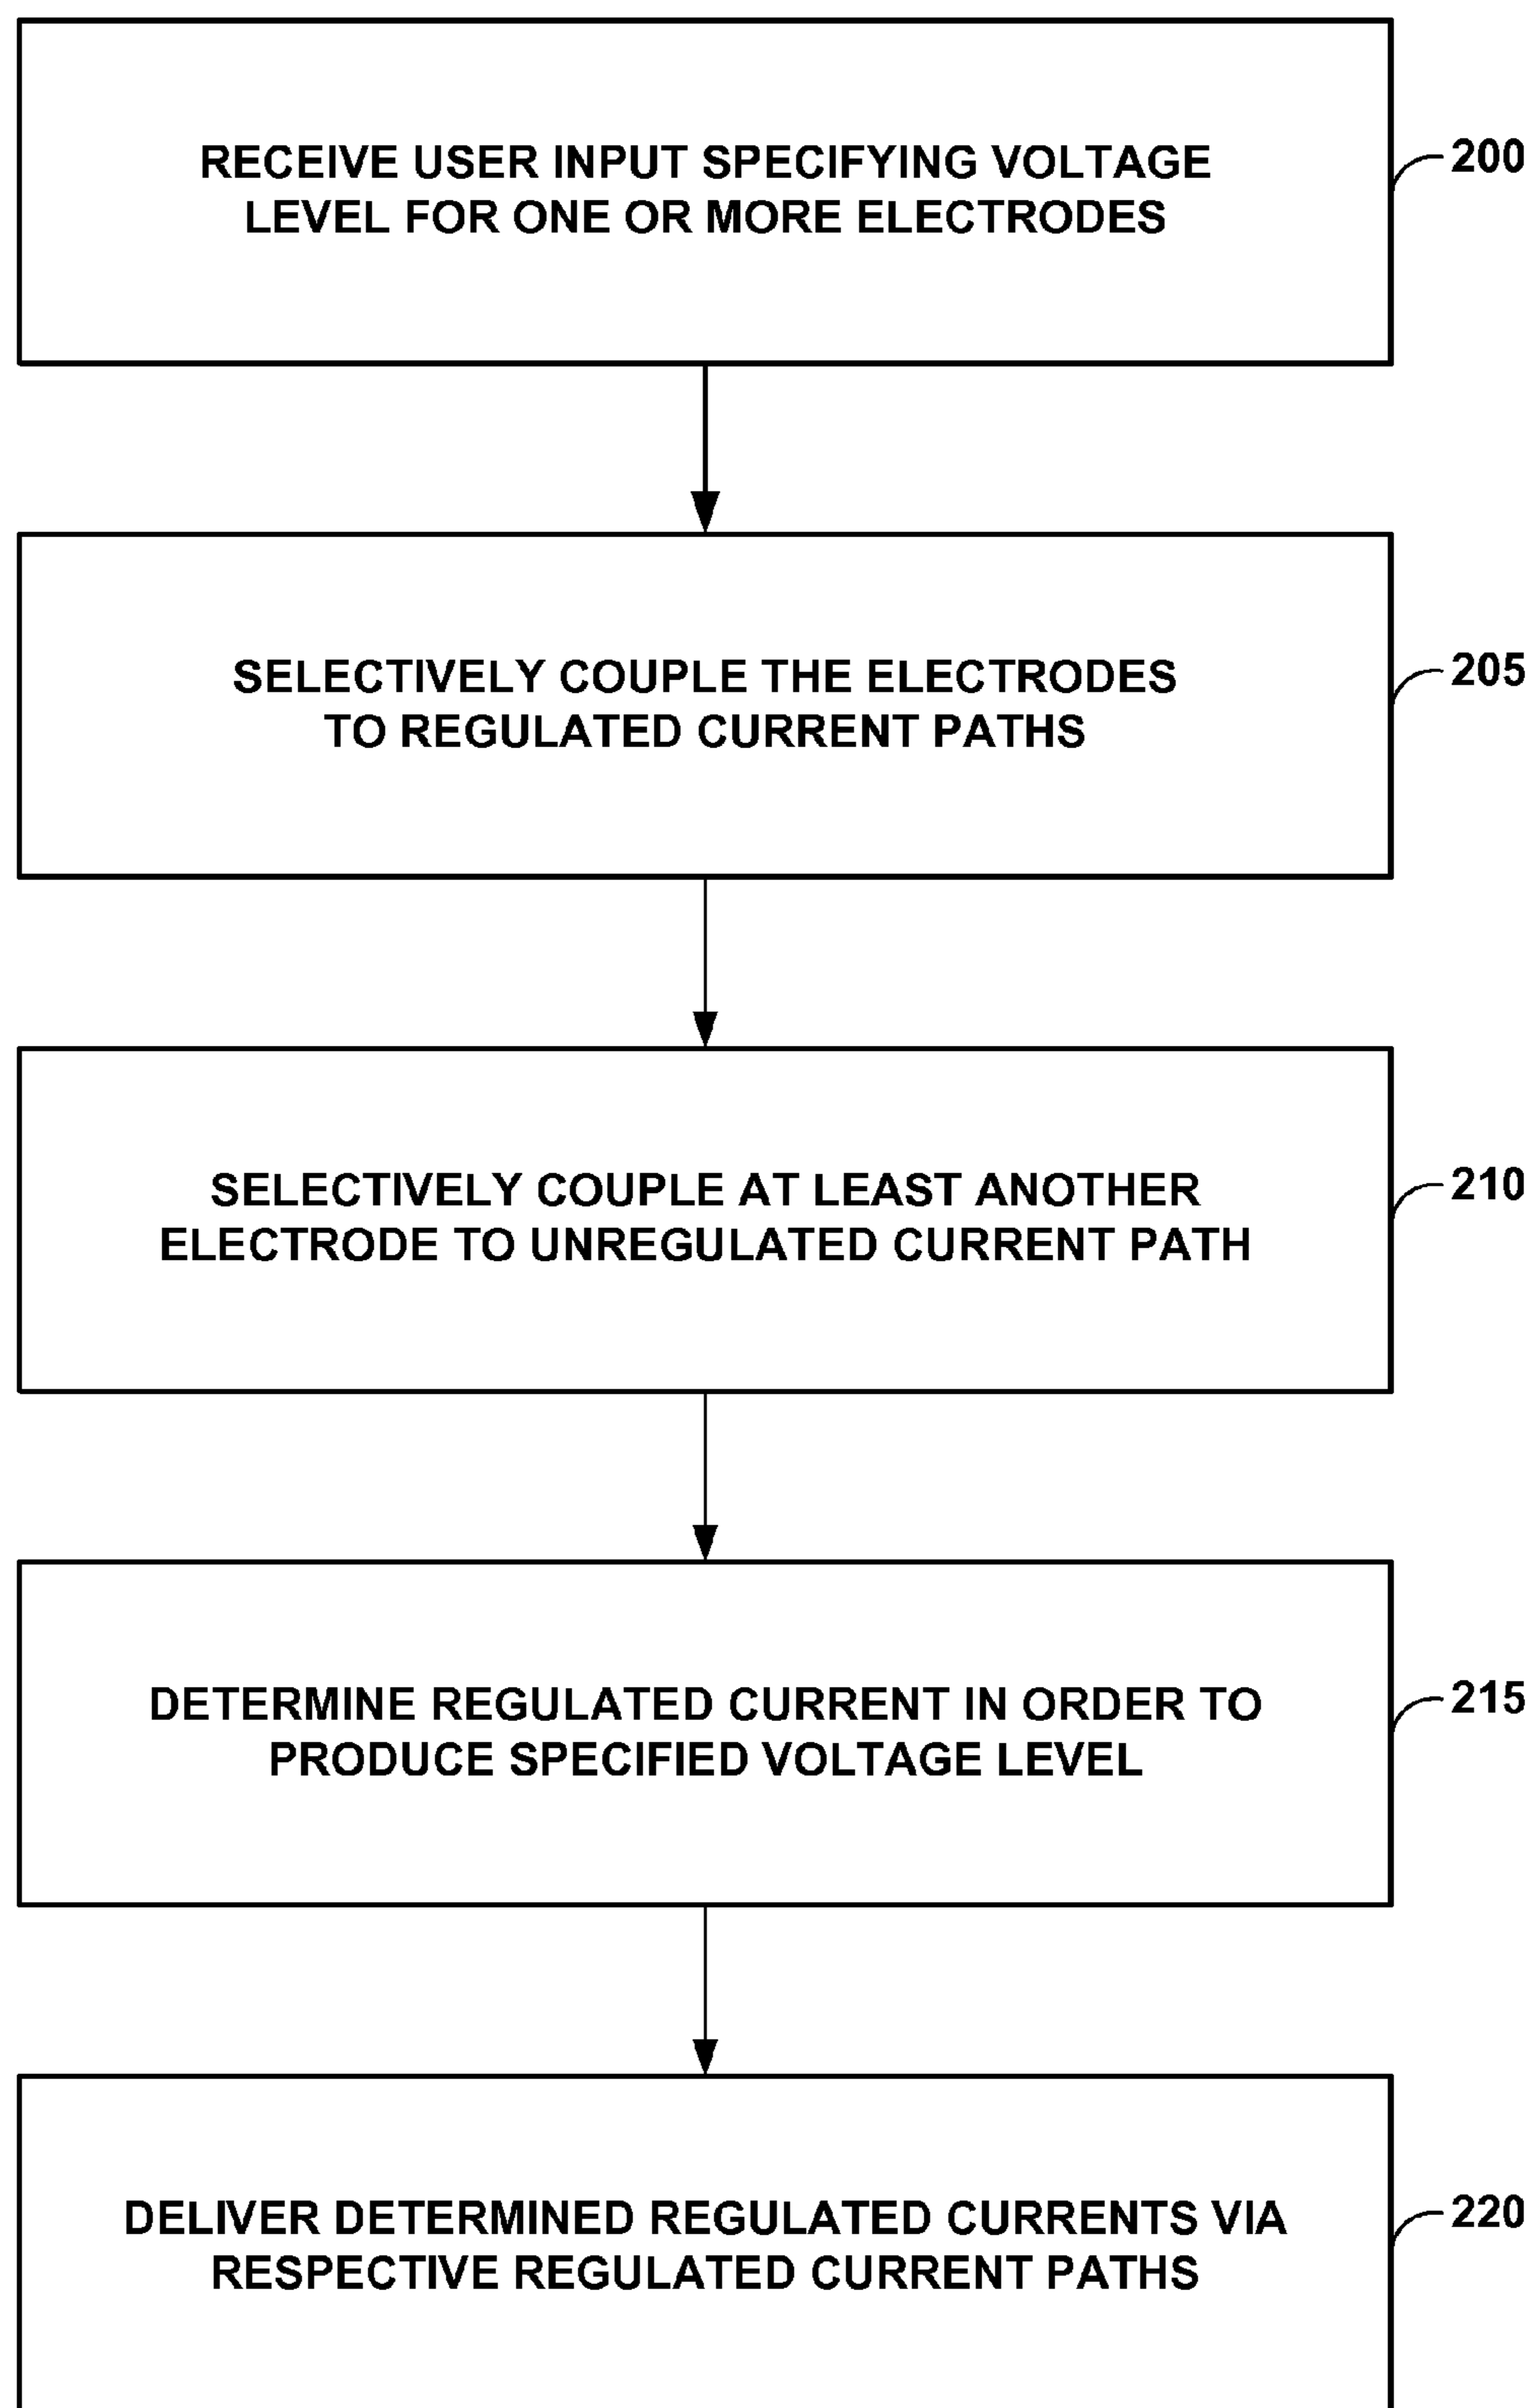 RECEIVE USER INPUT SPECIFYING VOLTAGE
LEVEL FOR ONE OR MORE ELECTRODES
200
SELECTIVELY COUPLE THE ELECTRODES
TO REGULATED CURRENT PATHS
205
SELECTIVELY COUPLE AT LEAST ANOTHER
ELECTRODE TO UNREGULATED CURRENT PATH
210
DETERMINE REGULATED CURRENT IN ORDER TO
PRODUCE SPECIFIED VOLTAGE LEVEL
215
DELIVER DETERMINED REGULATED CURRENTS VIA
RESPECTIVE REGULATED CURRENT PATHS
220